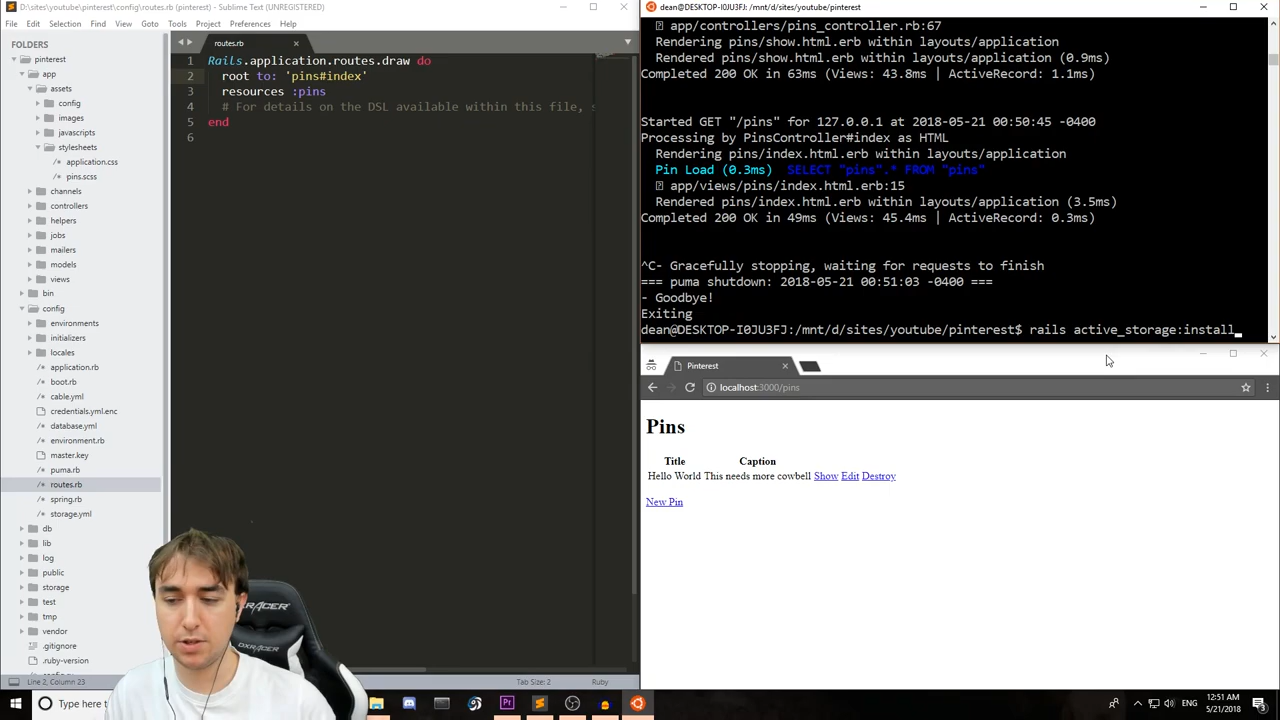 D:\sites\youtube\pinterest\config\routes.rb (pinterest) - Sublime Text (UNREGISTERED)
File Edit Selection Find View Goto Tools Project Preferences Help
FOLDERS
pinterest
app
assets
config
images
javascripts
stylesheets
application.css
pins.scss
channels
controllers
helpers
jobs
mailers
models
views
bin
config
environments
initializers
locales
application.rb
boot.rb
cable.yml
credentials.yml.enc
database.yml
environment.rb
master.key
puma.rb
routes.rb
spring.rb
storage.yml
db
lib
log
public
storage
test
tmp
vendor
.gitignore
.ruby-version
routes.rb
1 Rails.application.routes.draw do
2 root to: 'pins#index'
3 resources :pins
4 # For details on the DSL available within this file, s
5 end
6
Line 2, Column 23
Tab Size: 2
Ruby
dean@DESKTOP-I0JU3FJ: /mnt/d/sites/youtube/pinterest
app/controllers/pins_controller.rb:67
Rendering pins/show.html.erb within layouts/application
Rendered pins/show.html.erb within layouts/application (0.9ms)
Completed 200 OK in 63ms (Views: 43.8ms | ActiveRecord: 1.1ms)
Started GET "/pins" for 127.0.0.1 at 2018-05-21 00:50:45 -0400
Processing by PinsController#index as HTML
Rendering pins/index.html.erb within layouts/application
Pin Load (0.3ms) SELECT "pins".* FROM "pins"
app/views/pins/index.html.erb:15
Rendered pins/index.html.erb within layouts/application (3.5ms)
Completed 200 OK in 49ms (Views: 45.4ms | ActiveRecord: 0.3ms)
^C- Gracefully stopping, waiting for requests to finish
=== puma shutdown: 2018-05-21 00:51:03 -0400 ===
- Goodbye!
Exiting
dean@DESKTOP-I0JU3FJ:/mnt/d/sites/youtube/pinterest$ rails active_storage:install
Pinterest
localhost:3000/pins
Pins
Title Caption
Hello World This needs more cowbell Show Edit Destroy
New Pin
DXRACER
Type here t
Pr
12:51 AM
5/21/2018